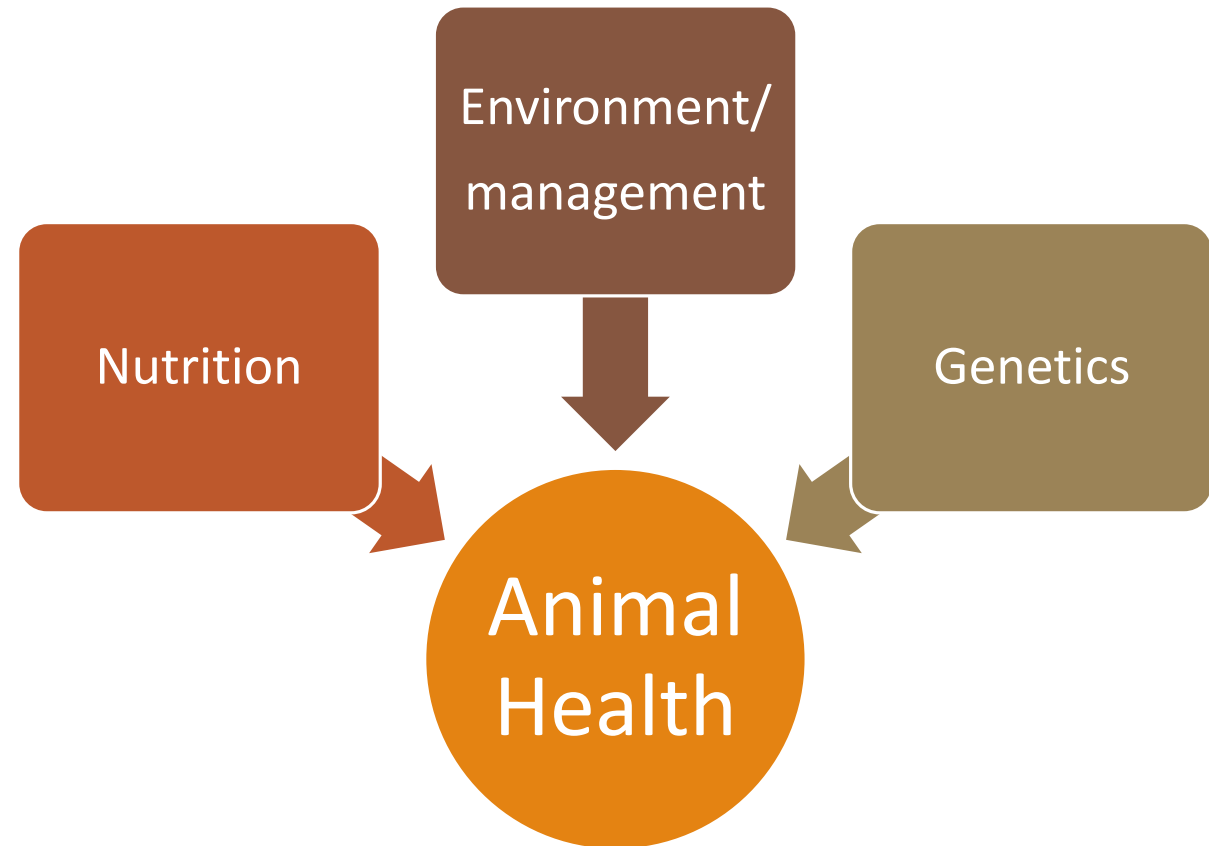 Environment/
management
Nutrition
Genetics
Animal
Health